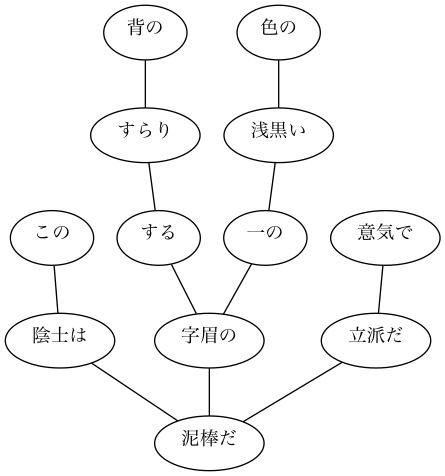 背の
色の
すらり
浅黒い
この
する
一の
意気で
陰士は
字眉の
立派だ
泥棒だ